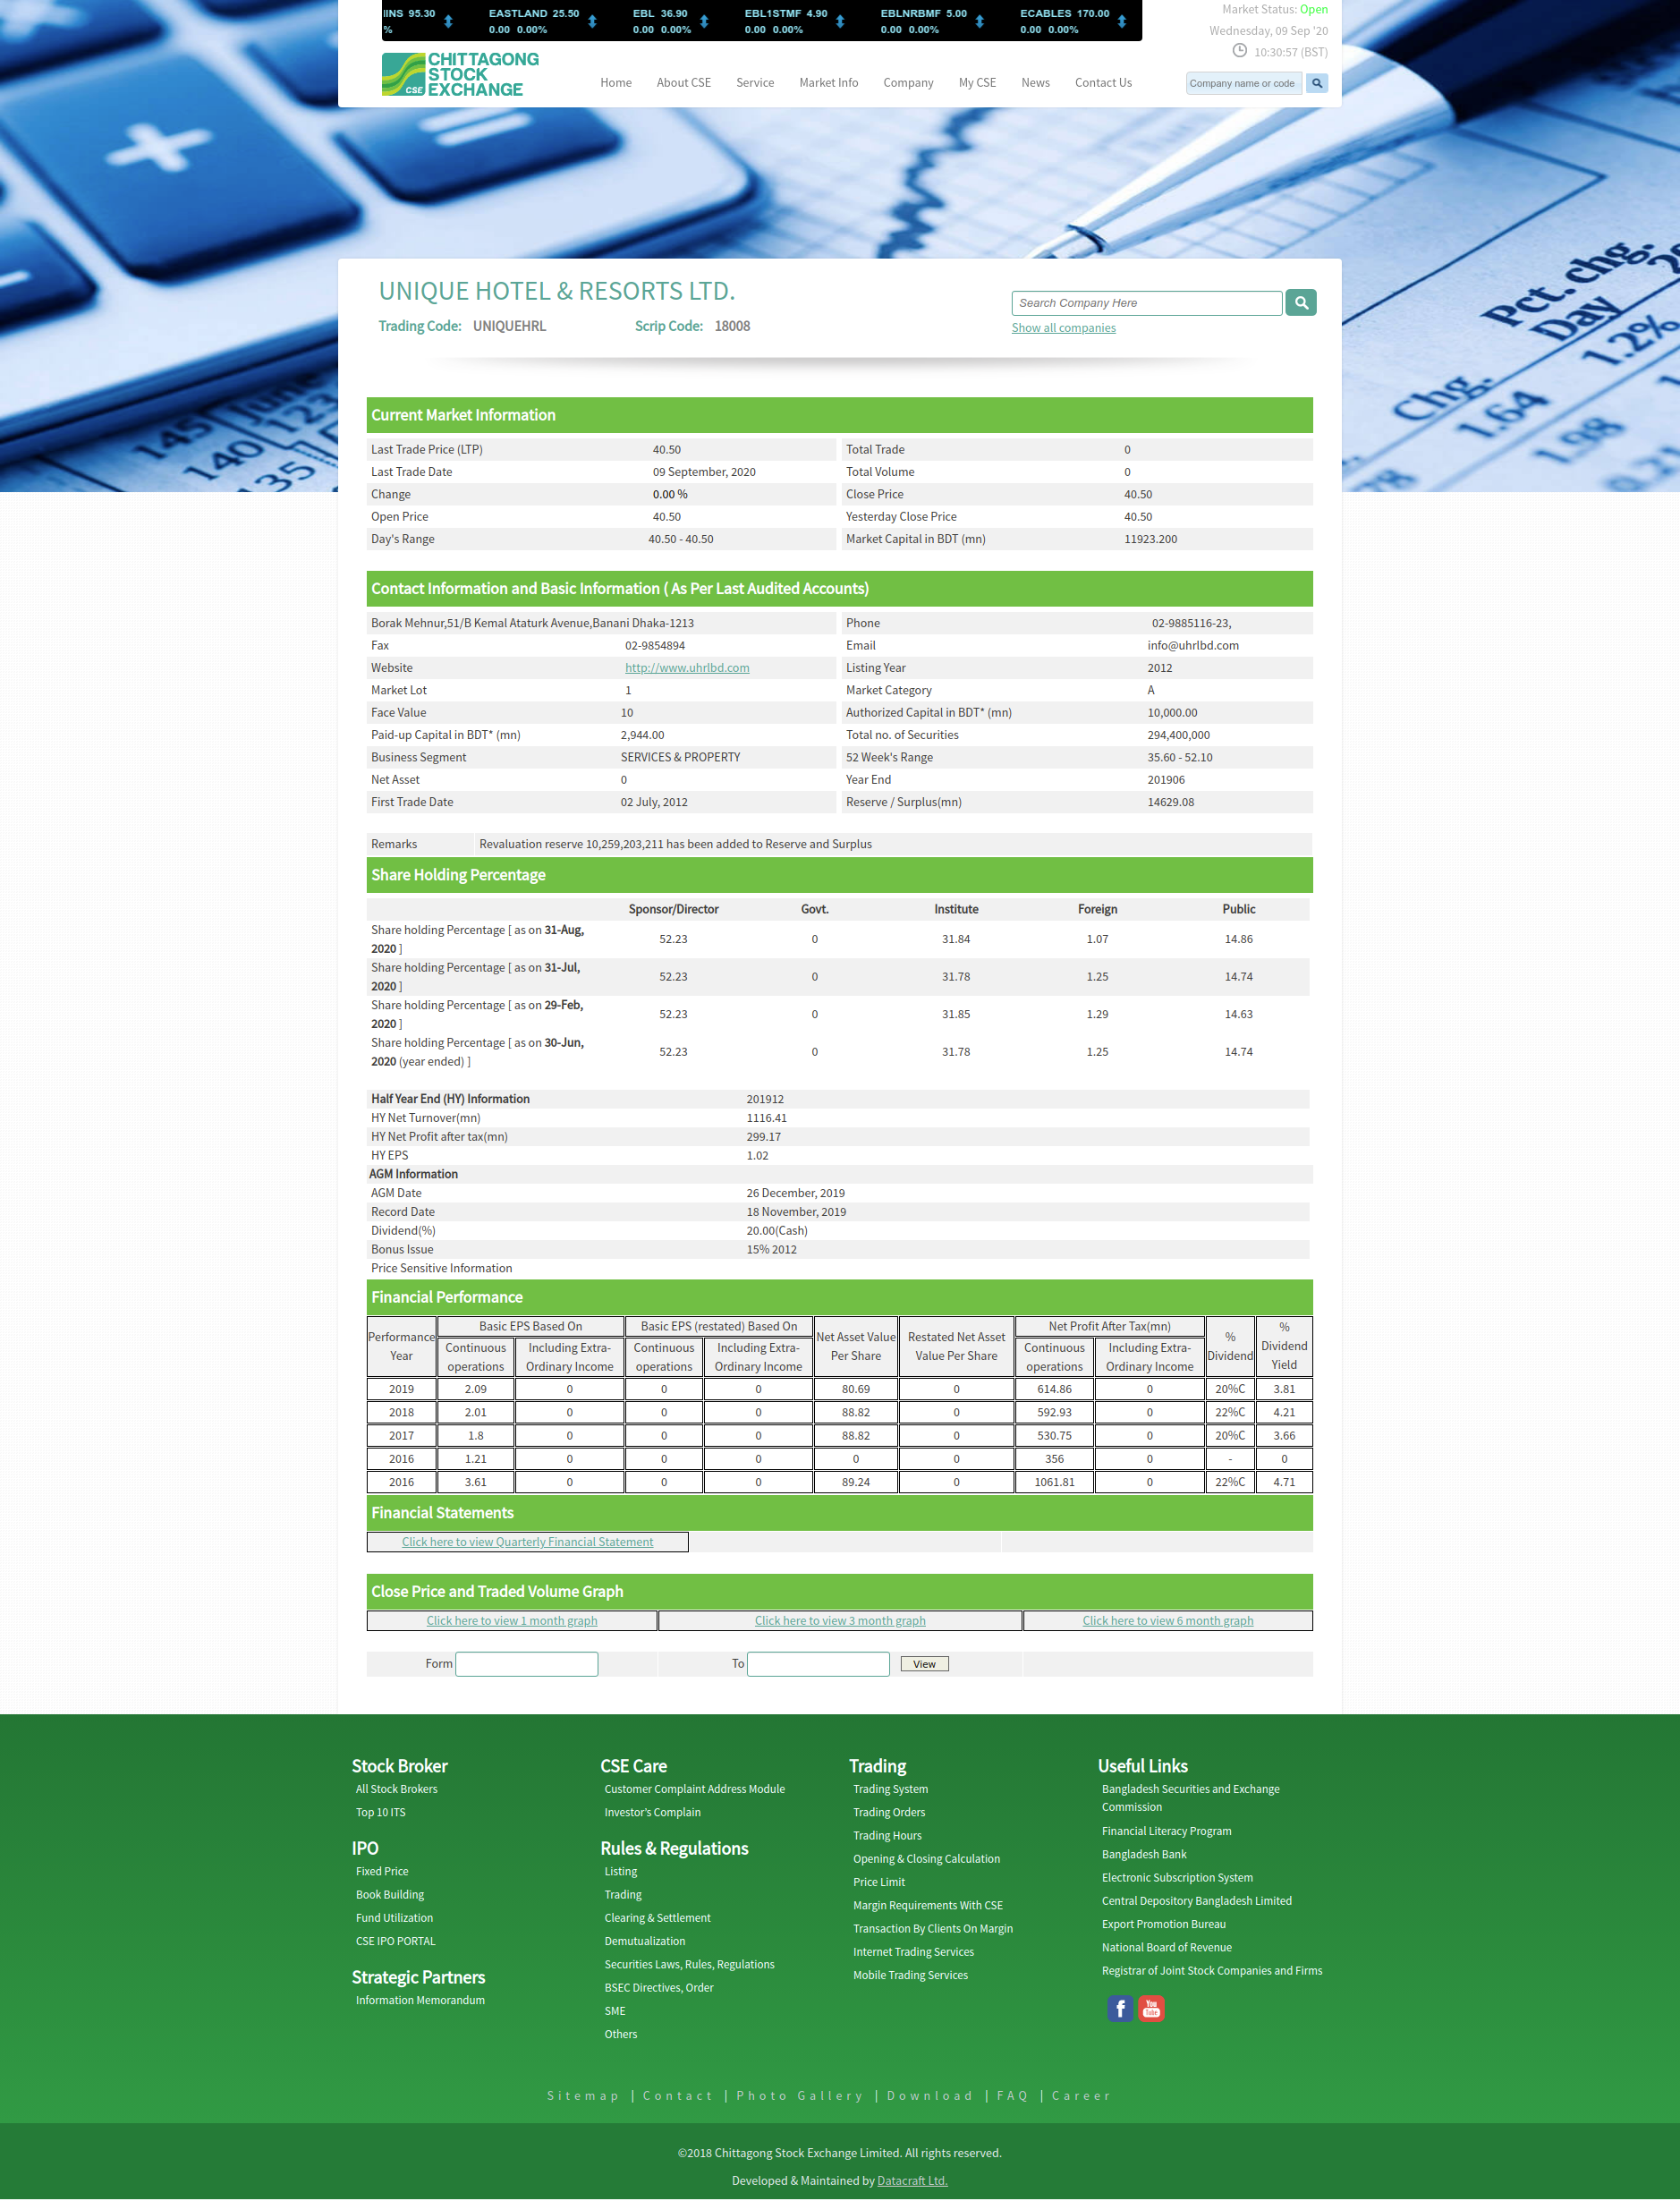 INS 95.30
%
EASTLAND 25.50
0.00 0.00%
EBL 36.90
0.00 0.00%
EBL1STMF 4.90
0.00 0.00%
EBLNRBMF 5.00
0.00 0.00%
ECABLES 170.00
0.00 0.00%
Market Status: Open
Wednesday, 09 Sep '20
10:30:57 (BST)
CSE
CHITTAGONG
STOCK
EXCHANGE
Home About CSE Service Market Info Company My CSE News Contact Us
Company name or code
UNIQUE HOTEL & RESORTS LTD.
Trading Code: UNIQUEHRL Scrip Code: 18008
Search Company Here
Show all companies
Pct. chg.
Day
1.2%
Chg.
1.64
1.98
145
140
135
Current Market Information
Last Trade Price (LTP) 40.50 Total Trade 0
Last Trade Date 09 September, 2020 Total Volume 0
Change 0.00 % Close Price 40.50
Open Price 40.50 Yesterday Close Price 40.50
Day's Range 40.50 - 40.50 Market Capital in BDT (mn) 11923.200
Contact Information and Basic Information ( As Per Last Audited Accounts)
Borak Mehnur,51/B Kemal Ataturk Avenue,Banani Dhaka-1213 Phone 02-9885116-23,
Fax 02-9854894 Email info@uhrlbd.com
Website http://www.uhrlbd.com Listing Year 2012
Market Lot 1 Market Category A
Face Value 10 Authorized Capital in BDT* (mn) 10,000.00
Paid-up Capital in BDT* (mn) 2,944.00 Total no. of Securities 294,400,000
Business Segment SERVICES & PROPERTY 52 Week's Range 35.60 - 52.10
Net Asset 0 Year End 201906
First Trade Date 02 July, 2012 Reserve / Surplus(mn) 14629.08
Remarks Revaluation reserve 10,259,203,211 has been added to Reserve and Surplus
Share Holding Percentage
Sponsor/Director Govt. Institute Foreign Public
Share holding Percentage [ as on 31-Aug,
2020 ] 52.23 0 31.84 1.07 14.86
Share holding Percentage [ as on 31-Jul,
2020 ] 52.23 0 31.78 1.25 14.74
Share holding Percentage [ as on 29-Feb,
2020 ] 52.23 0 31.85 1.29 14.63
Share holding Percentage [ as on 30-Jun,
2020 (year ended) ] 52.23 0 31.78 1.25 14.74
Half Year End (HY) Information 201912
HY Net Turnover(mn) 1116.41
HY Net Profit after tax(mn) 299.17
HY EPS 1.02
AGM Information
AGM Date 26 December, 2019
Record Date 18 November, 2019
Dividend(%) 20.00(Cash)
Bonus Issue 15% 2012
Price Sensitive Information
Financial Performance
Performance Year
Basic EPS Based On
Continuous operations
Including Extra-Ordinary Income
Basic EPS (restated) Based On
Continuous operations
Including Extra-Ordinary Income
Net Asset Value Per Share
Restated Net Asset Value Per Share
Net Profit After Tax(mn)
Continuous operations
Including Extra-Ordinary Income
% Dividend
% Dividend Yield
2019 2.09 0 0 0 80.69 0 614.86 0 20%C 3.81
2018 2.01 0 0 0 88.82 0 592.93 0 22%C 4.21
2017 1.8 0 0 0 88.82 0 530.75 0 20%C 3.66
2016 1.21 0 0 0 0 0 356 0 - 0
2016 3.61 0 0 0 89.24 0 1061.81 0 22%C 4.71
Financial Statements
Click here to view Quarterly Financial Statement
Close Price and Traded Volume Graph
Click here to view 1 month graph Click here to view 3 month graph Click here to view 6 month graph
Form To View
Stock Broker
All Stock Brokers
Top 10 ITS
IPO
Fixed Price
Book Building
Fund Utilization
CSE IPO PORTAL
Strategic Partners
Information Memorandum
CSE Care
Customer Complaint Address Module
Investor's Complain
Rules & Regulations
Listing
Trading
Clearing & Settlement
Demutualization
Securities Laws, Rules, Regulations
BSEC Directives, Order
SME
Others
Trading
Trading System
Trading Orders
Trading Hours
Opening & Closing Calculation
Price Limit
Margin Requirements With CSE
Transaction By Clients On Margin
Internet Trading Services
Mobile Trading Services
Useful Links
Bangladesh Securities and Exchange
Commission
Financial Literacy Program
Bangladesh Bank
Electronic Subscription System
Central Depository Bangladesh Limited
Export Promotion Bureau
National Board of Revenue
Registrar of Joint Stock Companies and Firms
f You Tube
Sitemap | Contact | Photo Gallery | Download | FAQ | Career
©2018 Chittagong Stock Exchange Limited. All rights reserved.
Developed & Maintained by Datacraft Ltd.